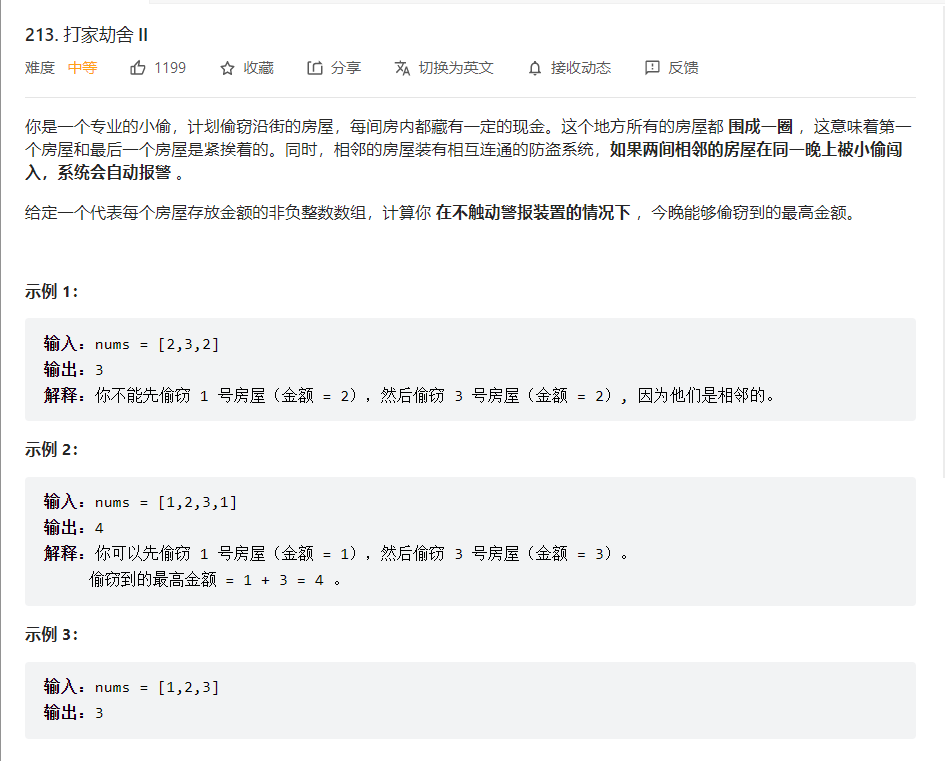 213. 打家劫舍 II
难度 中等 1199 收藏 分享 切换为英文 接收动态 反馈
你是一个专业的小偷，计划偷窃沿街的房屋，每间房内都藏有一定的现金。这个地方所有的房屋都 围成一圈 ，这意味着第一
个房屋和最后一个房屋是紧挨着的。同时，相邻的房屋装有相互连通的防盗系统，如果两间相邻的房屋在同一晚上被小偷闯
入，系统会自动报警 。
给定一个代表每个房屋存放金额的非负整数数组，计算你 在不触动警报装置的情况下 ，今晚能够偷窃到的最高金额。
示例 1：
输入：nums = [2,3,2]
输出：3
解释：你不能先偷窃 1 号房屋（金额 = 2），然后偷窃 3 号房屋（金额 = 2）, 因为他们是相邻的。
示例 2：
输入：nums = [1,2,3,1]
输出：4
解释：你可以先偷窃 1 号房屋（金额 = 1），然后偷窃 3 号房屋（金额 = 3）。
偷窃到的最高金额 = 1 + 3 = 4 。
示例 3：
输入：nums = [1,2,3]
输出：3